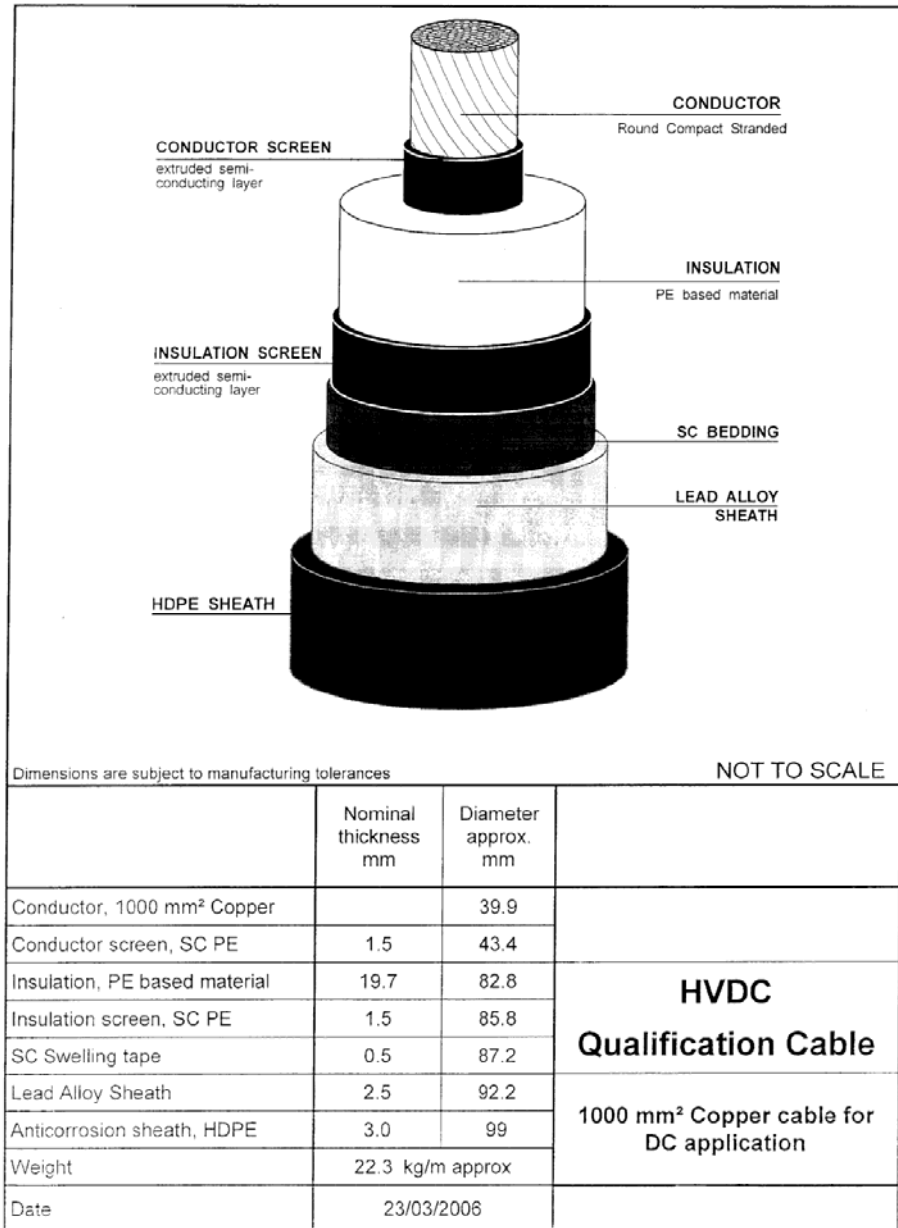 CONDUCTOR
Round Compact Stranded
CONDUCTOR SCREEN
extruded semi-
conducting layer
INSULATION
PE based material
INSULATION SCREEN
extruded semi-
conducting layer
SC BEDDING
LEAD ALLOY
SHEATH
HDPE SHEATH
Dimensions are subject to manufacturing tolerances
NOT TO SCALE
Nominal
thickness
mm
Diameter
approx.
mm
Conductor, 1000 mm² Copper 39.9
Conductor screen, SC PE 1.5 43.4
Insulation, PE based material 19.7 82.8
Insulation screen, SC PE 1.5 85.8
SC Swelling tape 0.5 87.2
Lead Alloy Sheath 2.5 92.2
Anticorrosion sheath, HDPE 3.0 99
Weight 22.3 kg/m approx
Date 23/03/2006
HVDC
Qualification Cable
1000 mm² Copper cable for
DC application